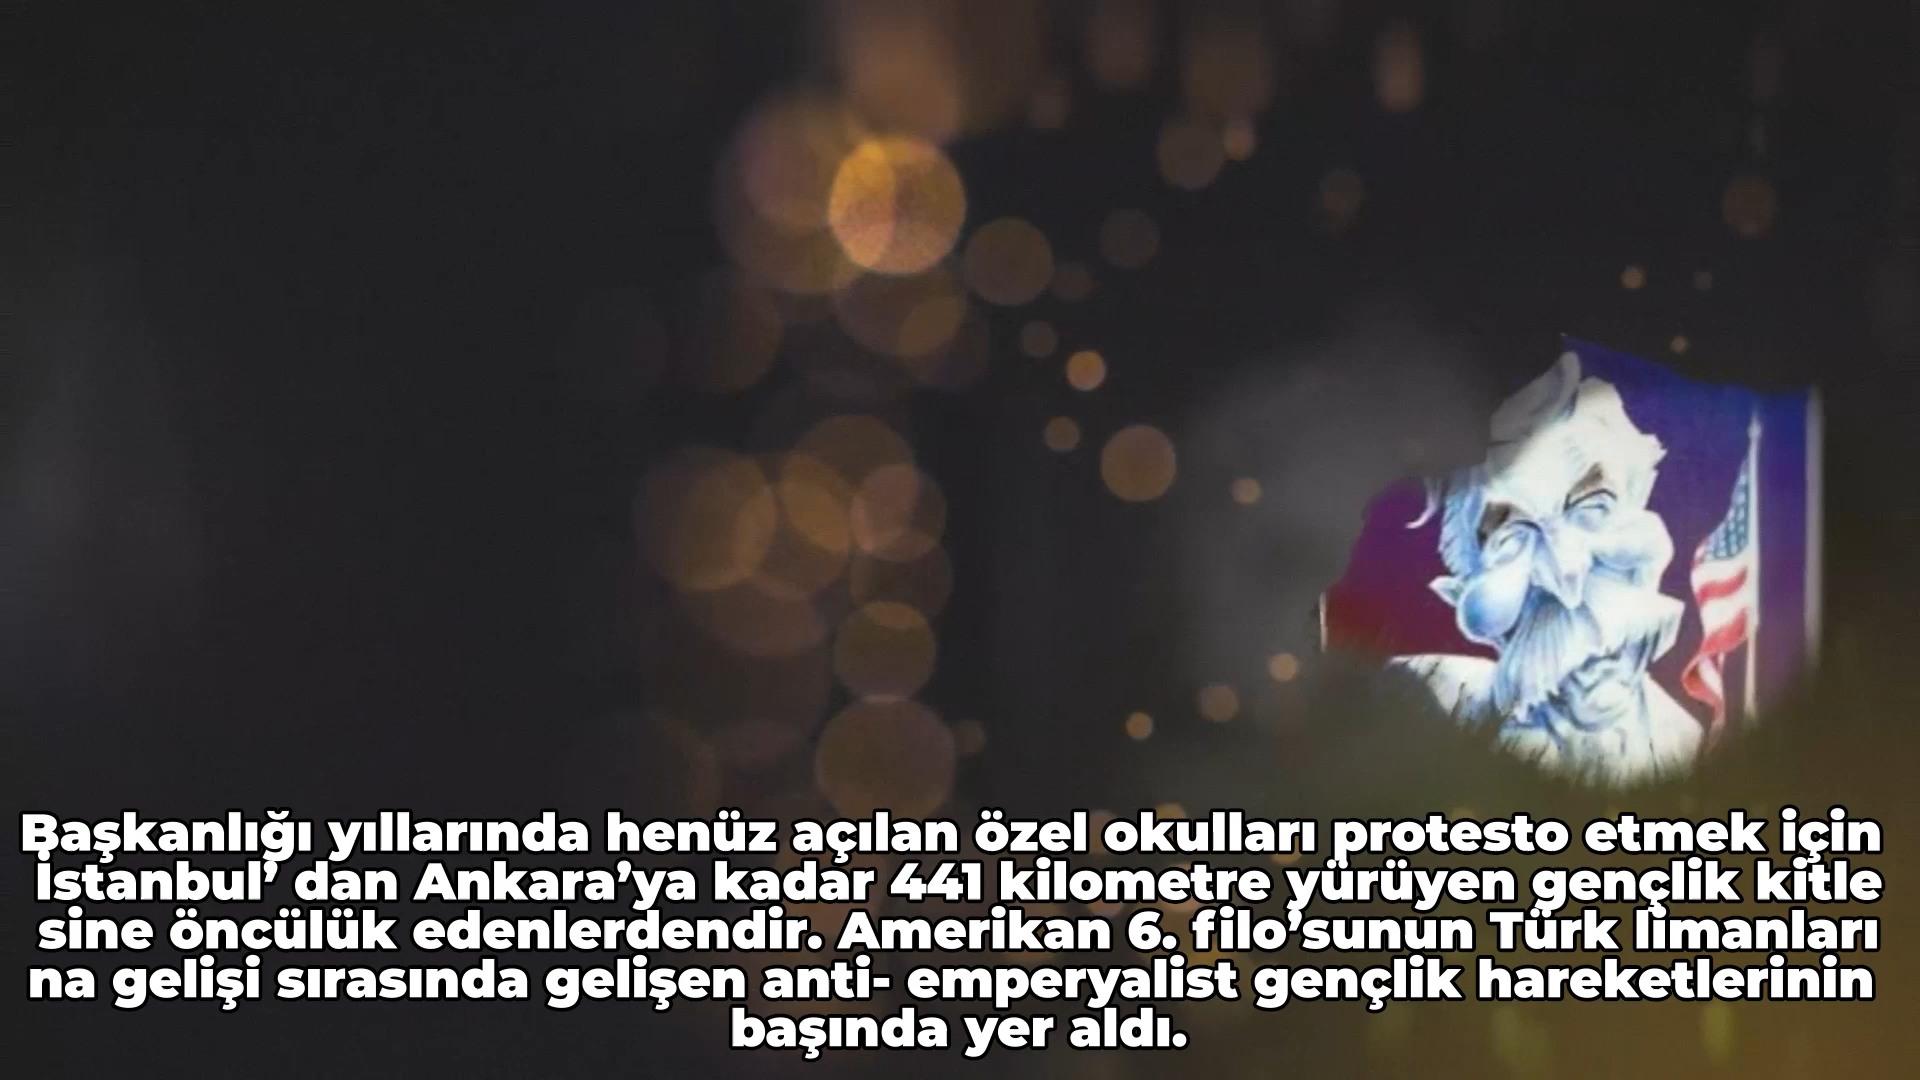 Başkanlığı yıllarında henüz açılan özel okulları protesto etmek için
İstanbul’ dan Ankara’ya kadar 441 kilometre yürüyen gençlik kitle
sine öncülük edenlerdendir. Amerikan 6. filo’sunun Türk limanları
na gelişi sırasında gelişen anti- emperyalist gençlik hareketlerinin
başında yer aldı.